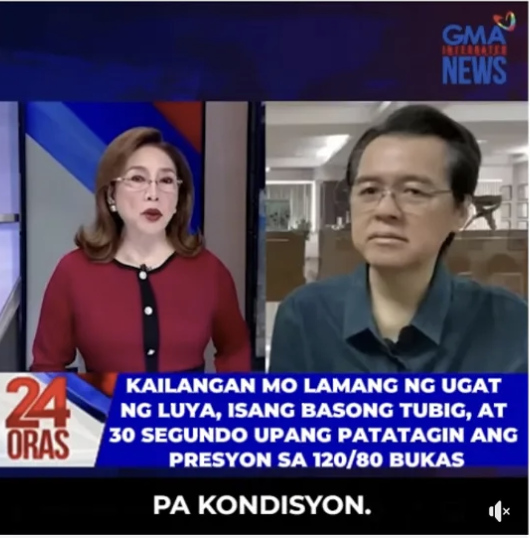 GMA
INTEGRATED
NEWS
24
ORAS
KAILANGAN MO LAMANG NG UGAT
NG LUYA, ISANG BASONG TUBIG, AT
30 SEGUNDO UPANG PATATAGIN ANG
PRESYON SA 120/80 BUKAS
PA KONDISYON.